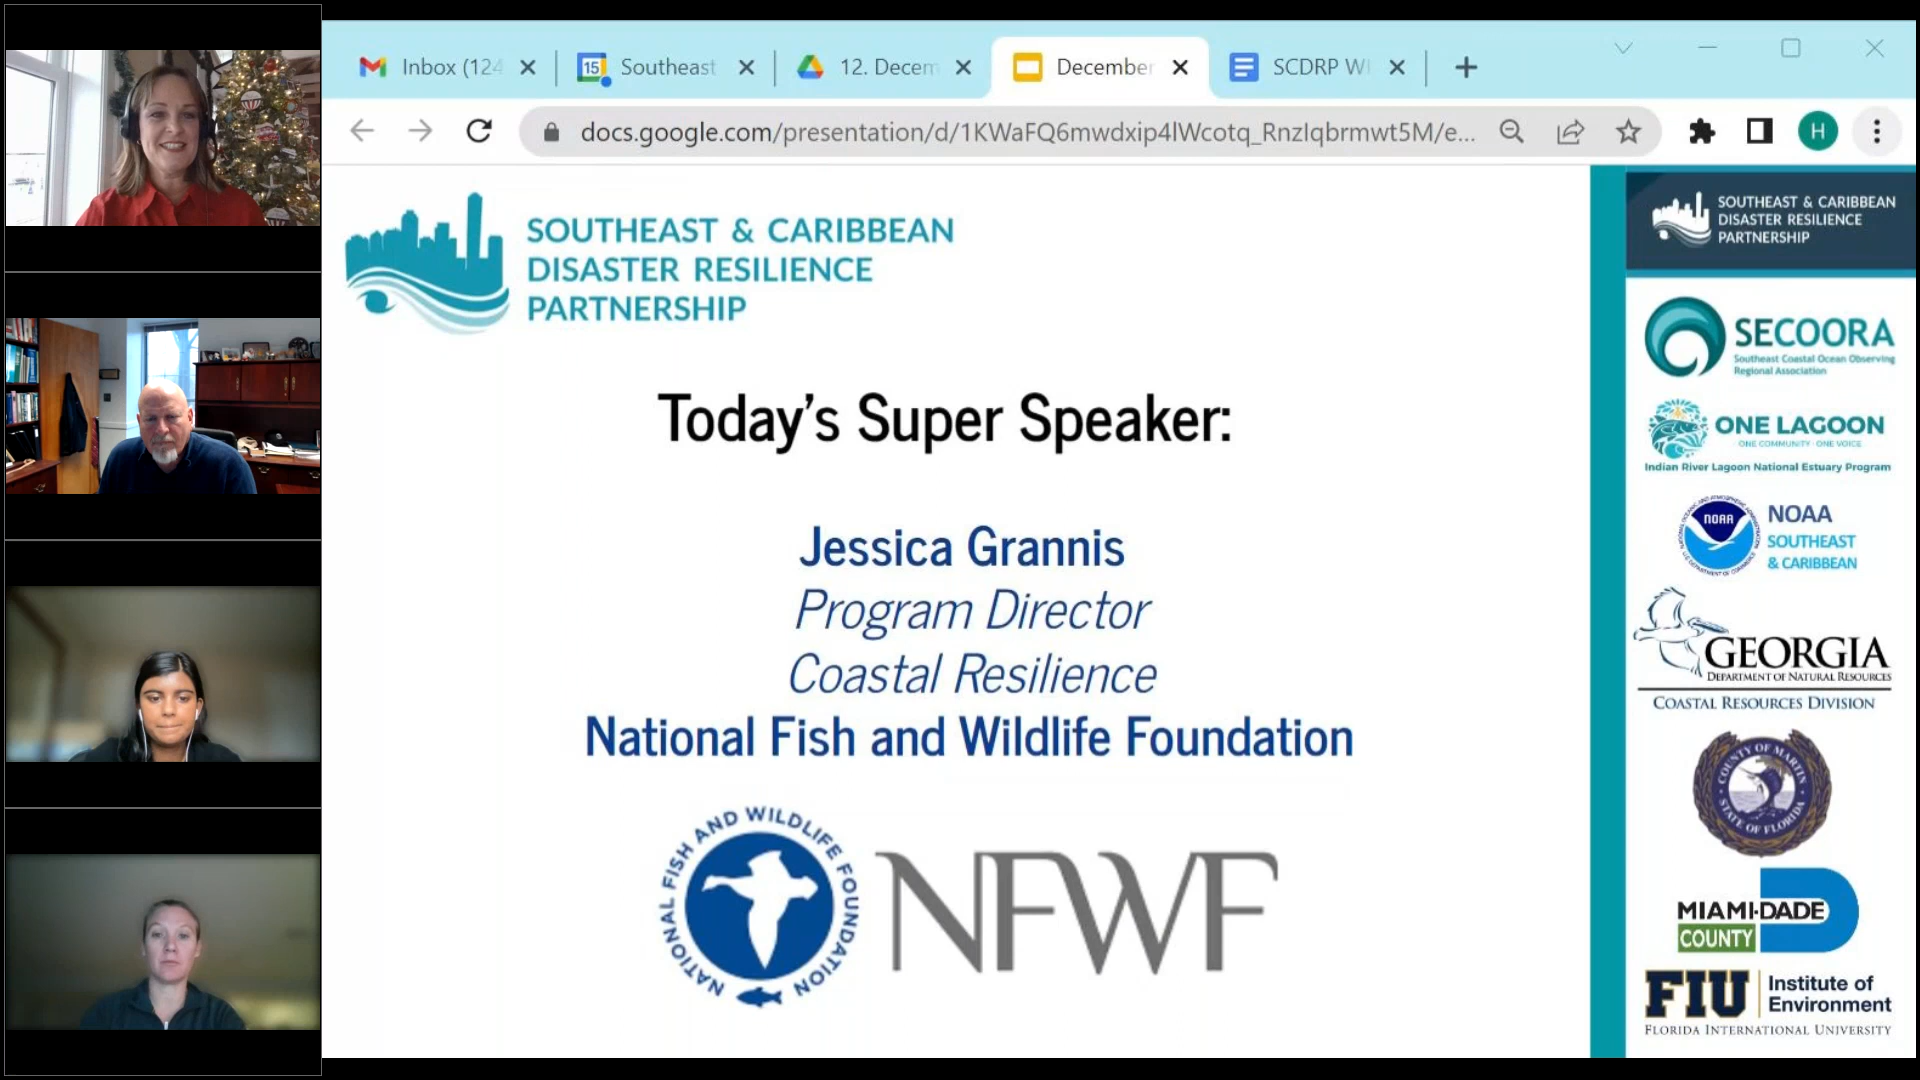 Inbox (124
15
Southeast
12. Decem
December
SCDRP W
docs.google.com/presentation/d/1KWaFQ6mwdxip4lWcotq_RnzIqbrmwt5M/e...
H
SOUTHEAST & CARIBBEAN
DISASTER RESILIENCE
PARTNERSHIP
Today's Super Speaker:
Jessica Grannis
Program Director
Coastal Resilience
National Fish and Wildlife Foundation
NATIONAL FISH AND WILDLIFE FOUNDATION
NFWF
SOUTHEAST & CARIBBEAN
DISASTER RESILIENCE
PARTNERSHIP
SECOORA
Southeast Coastal Ocean Observing
Regional Association
ONE LAGOON
ONE COMMUNITY · ONE VOICE
Indian River Lagoon National Estuary Program
NOAA
NOAA
SOUTHEAST
& CARIBBEAN
GEORGIA
DEPARTMENT OF NATURAL RESOURCES
COASTAL RESOURCES DIVISION
COUNTY OF MARTIN
STATE OF FLORIDA
MIAMI-DADE
COUNTY
FIU
Institute of
Environment
FLORIDA INTERNATIONAL UNIVERSITY